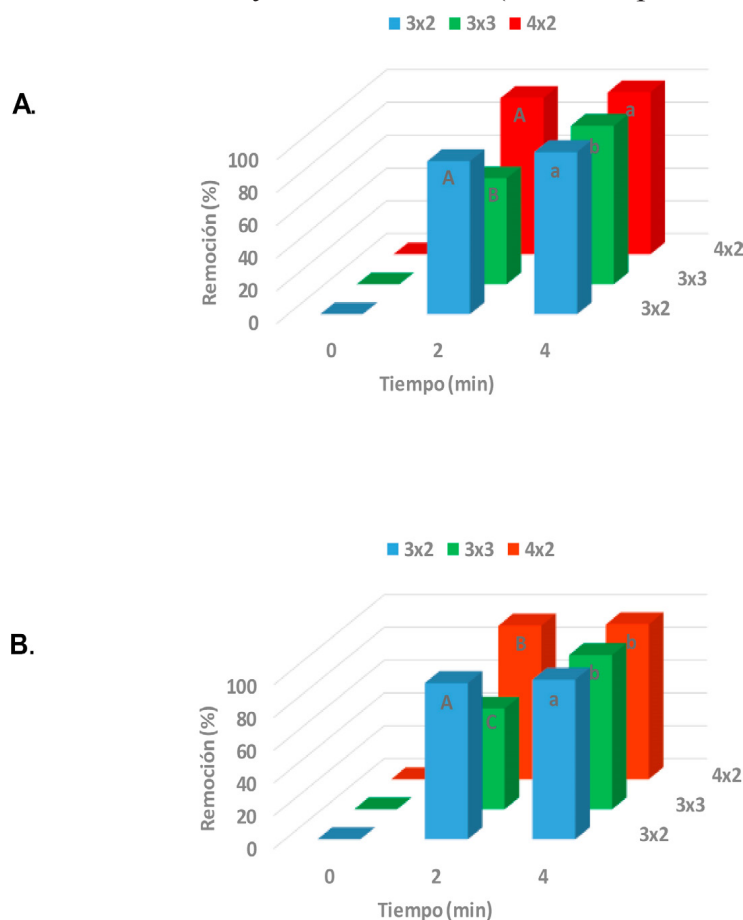 3x2 3x3 4x2
A.
100
80
60
40
20
0
Remoción (%)
A
a
B
b
A
a
4x2
3x3
3x2
0 2 4
Tiempo (min)
3x2 3x3 4x2
B.
100
80
60
40
20
0
Remoción (%)
B
b
A
C
a
b
4x2
3x3
3x2
0 2 4
Tiempo (min)